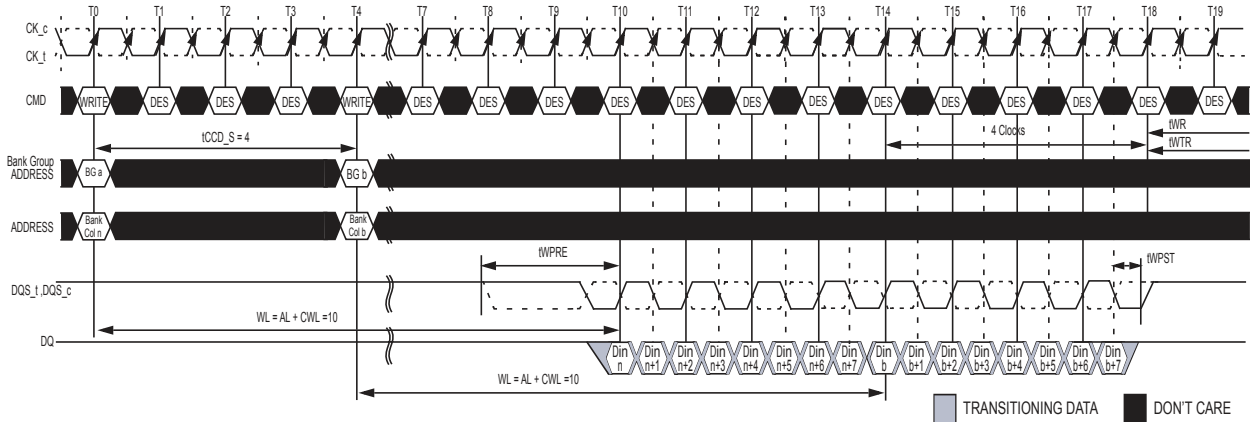 T0 T1 T2 T3 T4 T7 T8 T9 T10 T11 T12 T13 T14 T15 T16 T17 T18 T19
CK_c
CK_t
CMD WRITE DES DES DES WRITE DES DES DES DES DES DES DES DES DES DES DES DES DES
tCCD_S = 4
4 Clocks
tWR
tWTR
Bank Group
ADDRESS
BG a BG b
ADDRESS
Bank
Col n
Bank
Col b
tWPRE
tWPST
DQS_t ,DQS_c
WL = AL + CWL =10
DQ
Din
n
Din
n+1
Din
n+2
Din
n+3
Din
n+4
Din
n+5
Din
n+6
Din
n+7
Din
b
Din
b+1
Din
b+2
Din
b+3
Din
b+4
Din
b+5
Din
b+6
Din
b+7
WL = AL + CWL =10
TRANSITIONING DATA
DON'T CARE